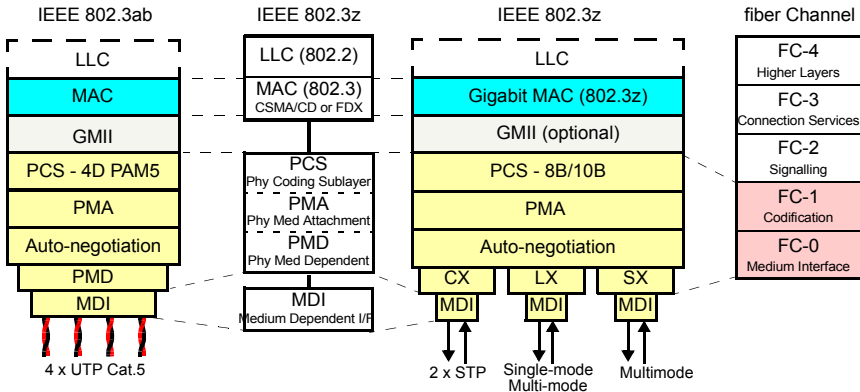 IEEE 802.3ab
LLC
MAC
GMII
PCS - 4D PAM5
PMA
Auto-negotiation
PMD
MDI
4 x UTP Cat.5
IEEE 802.3z
LLC (802.2)
MAC (802.3)
CSMA/CD or FDX
PCS
Phy Coding Sublayer
PMA
Phy Med Attachment
PMD
Phy Med Dependent
MDI
Medium Dependent I/F
IEEE 802.3z
LLC
Gigabit MAC (802.3z)
GMII (optional)
PCS - 8B/10B
PMA
Auto-negotiation
CX
LX
SX
MDI
MDI
MDI
2 x STP
Single-mode
Multi-mode
Multimode
fiber Channel
FC-4
Higher Layers
FC-3
Connection Services
FC-2
Signalling
FC-1
Codification
FC-0
Medium Interface